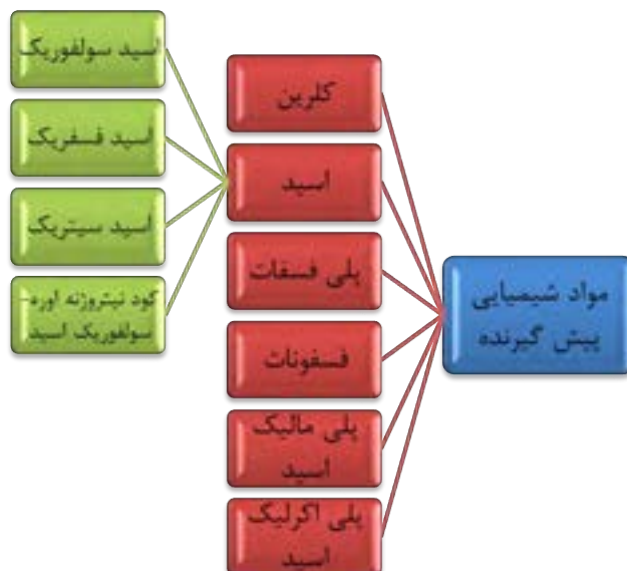 مواد شیمیایی
پیش گیرنده
کلرین
اسید
پلی فسفات
فسفونات
پلی مالیک
اسید
پلی اکرلیک
اسید
اسید سولفوریک
اسید فسفریک
اسید سیتریک
کود نیتروژنه اوره-
سولفوریک اسید